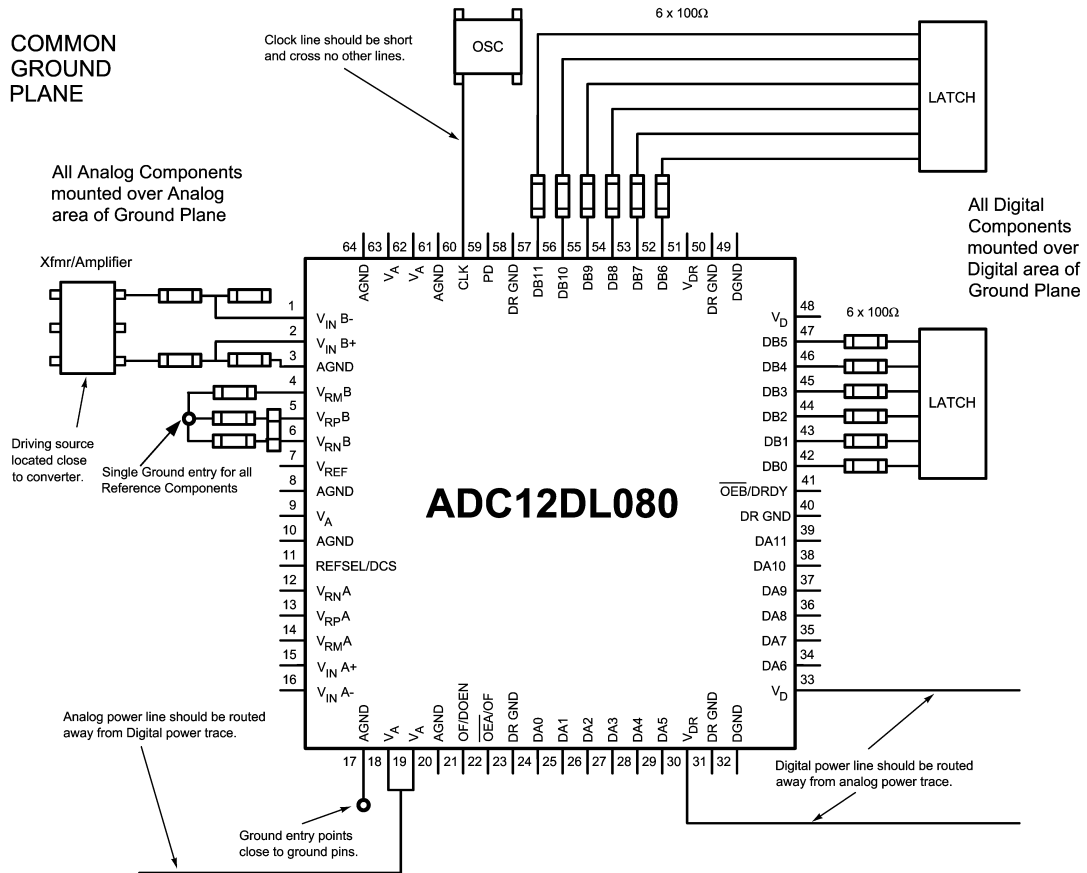 COMMON
GROUND
PLANE
Clock line should be short
and cross no other lines.
OSC
6 x 100Ω
LATCH
All Analog Components
mounted over Analog
area of Ground Plane
All Digital
Components
mounted over
Digital area of
Ground Plane
Xfmr/Amplifier
64 63 62 61 60 59 58 57 56 55 54 53 52 51 50 49
AGND
VA
VA
AGND
CLK
PD
DR GND
DB11
DB10
DB9
DB8
DB7
DB6
VDR
DR GND
DGND
1 VIN B-
2 VIN B+
3 AGND
4 VRMB
5 VRPB
6 VRNB
7 VREF
8 AGND
9 VA
10 AGND
11 REFSEL/DCS
12 VRNA
13 VRPA
14 VRMA
15 VIN A+
16 VIN A-
Driving source
located close
to converter.
Single Ground entry for all
Reference Components
ADC12DL080
6 x 100Ω
LATCH
VD 48
DB5 47
DB4 46
DB3 45
DB2 44
DB1 43
DB0 42
OEB/DRDY 41
DR GND 40
DA11 39
DA10 38
DA9 37
DA8 36
DA7 35
DA6 34
VD 33
AGND
VA
VA
AGND
OF/DOEN
OEA/OF
DR GND
DA0
DA1
DA2
DA3
DA4
DA5
VDR
DR GND
DGND
17 18 19 20 21 22 23 24 25 26 27 28 29 30 31 32
Analog power line should be routed
away from Digital power trace.
Ground entry points
close to ground pins.
Digital power line should be routed
away from analog power trace.